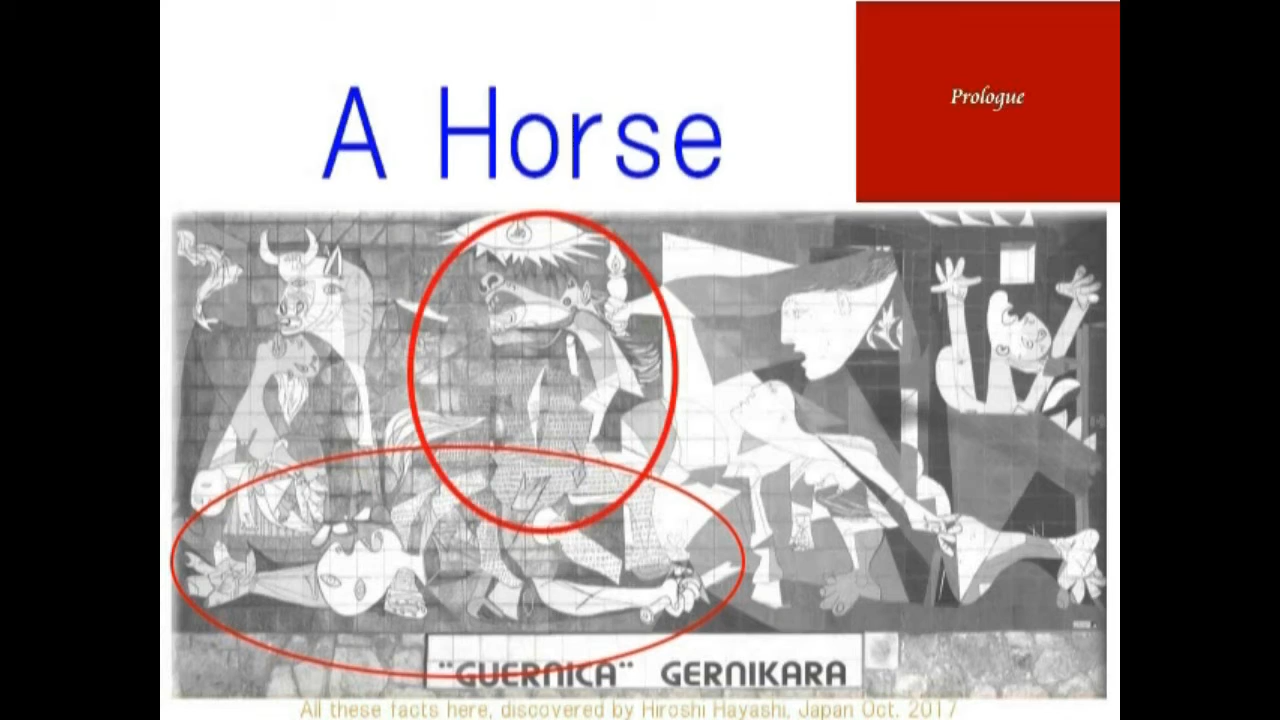 Prologue
A Horse
"GUERNICA" GERNIKARA
All these facts here, discovered by Hiroshi Hayashi, Japan Oct. 2017